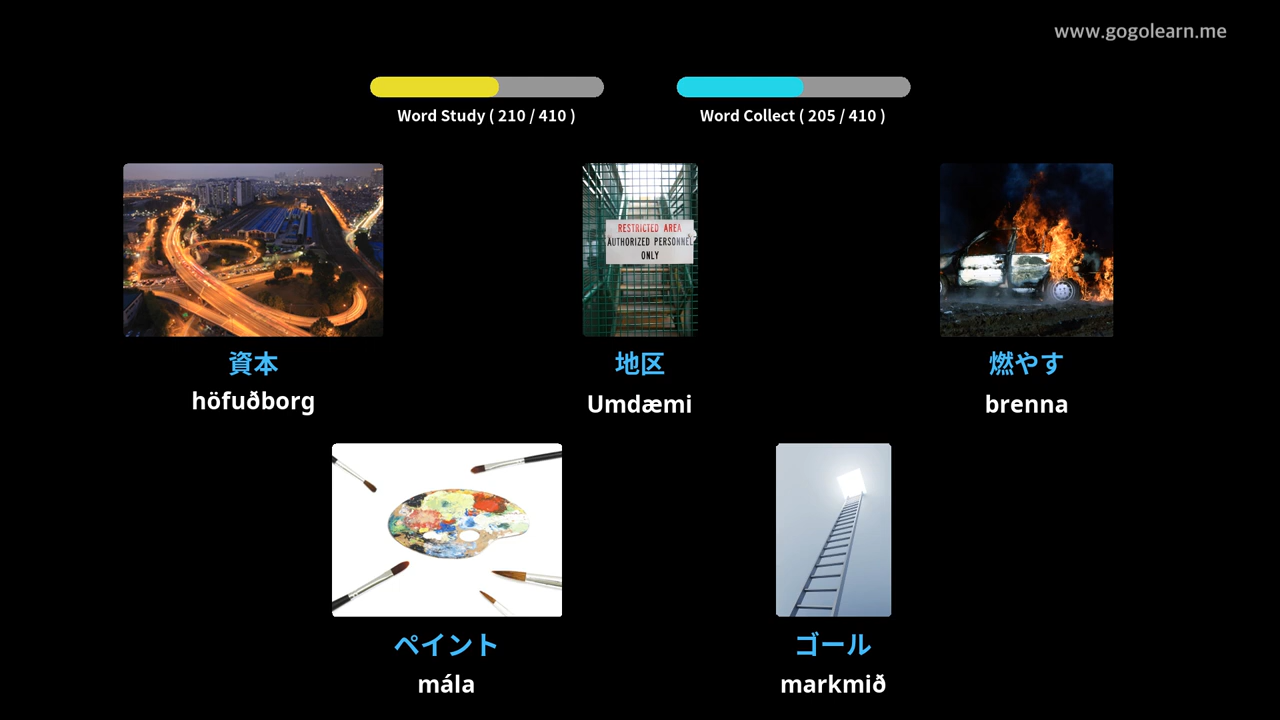 www.gogolearn.me
Word Study ( 210 / 410 )
Word Collect ( 205 / 410 )
RESTRICTED AREA
AUTHORIZED PERSONNEL
ONLY
資本
höfuðborg
地区
Umdæmi
燃やす
brenna
ペイント
mála
ゴール
markmið